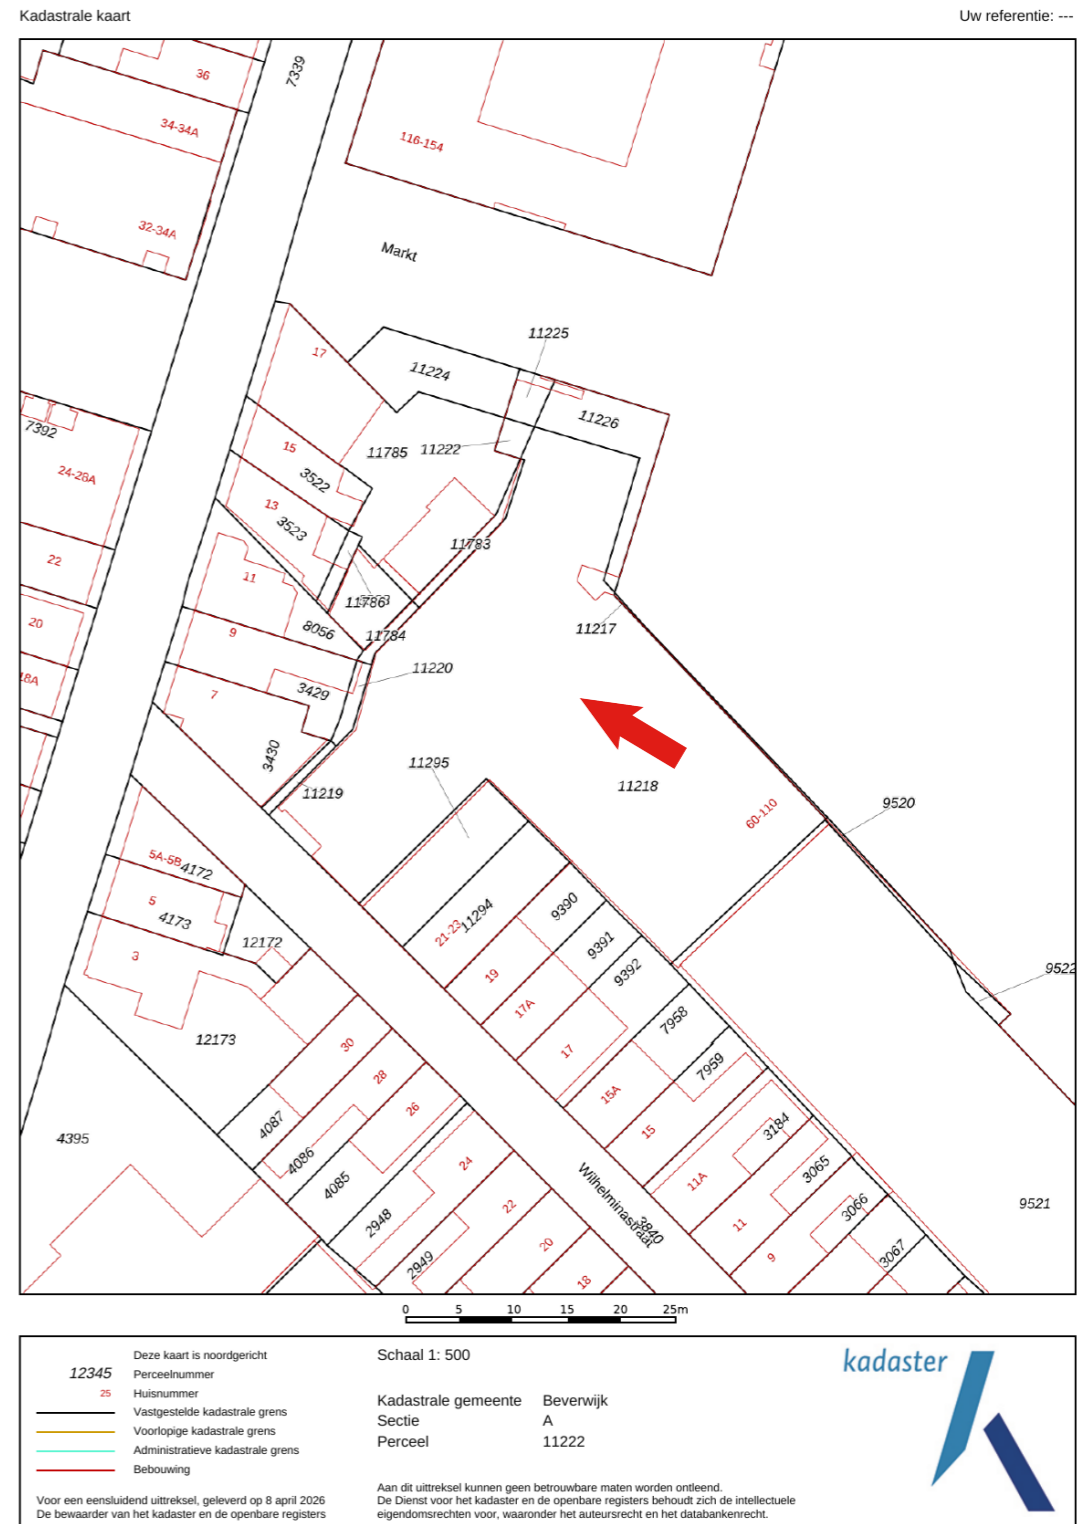 Kadastrale kaart
Uw referentie: ---
7339
36
34-34A
116-154
32-34A
Markt
11225
17
11224
11226
7392
15
11785
11222
24-28A
3522
13
3523
11783
22
11
11786
20
9
8056
11784
11217
11220
18A
7
3429
3430
11295
11219
11218
60-110
9520
5A-5B
4172
5
4173
21-23
11294
9390
12172
9391
3
19
9392
9522
17A
7958
12173
30
17
7959
28
15A
26
4087
15
3184
4395
4086
4085
24
11A
3065
2948
22
Wilhelminastraat
3840
11
3066
9521
2949
20
9
3067
18
0 5 10 15 20 25m
Deze kaart is noordgericht
12345 Perceelnummer
25 Huisnummer
Vastgestelde kadastrale grens
Voorlopige kadastrale grens
Administratieve kadastrale grens
Bebouwing
Voor een eensluidend uittreksel, geleverd op 8 april 2026
De bewaarder van het kadaster en de openbare registers
Schaal 1: 500
Kadastrale gemeente Beverwijk
Sectie A
Perceel 11222
Aan dit uittreksel kunnen geen betrouwbare maten worden ontleend.
De Dienst voor het kadaster en de openbare registers behoudt zich de intellectuele
eigendomsrechten voor, waaronder het auteursrecht en het databankenrecht.
kadaster